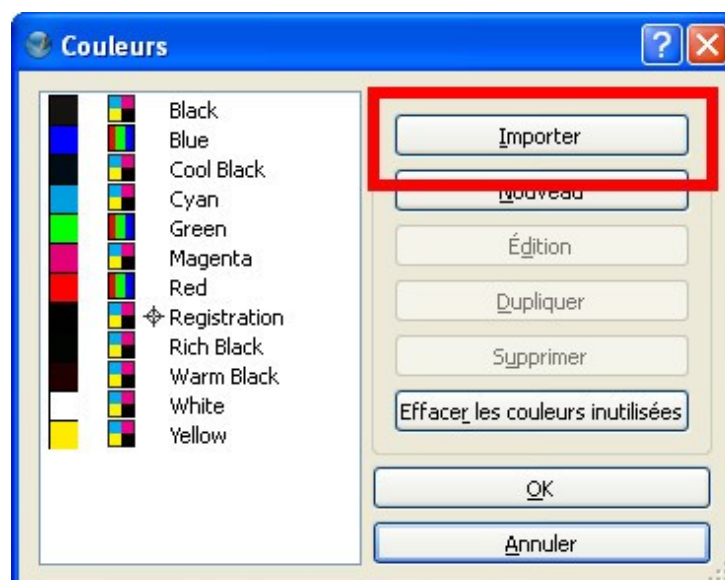 Couleurs
Black
Blue
Cool Black
Cyan
Green
Magenta
Red
Registration
Rich Black
Warm Black
White
Yellow
Importer
Nouveau
Édition
Dupliquer
Supprimer
Effacer les couleurs inutilisées
OK
Annuler